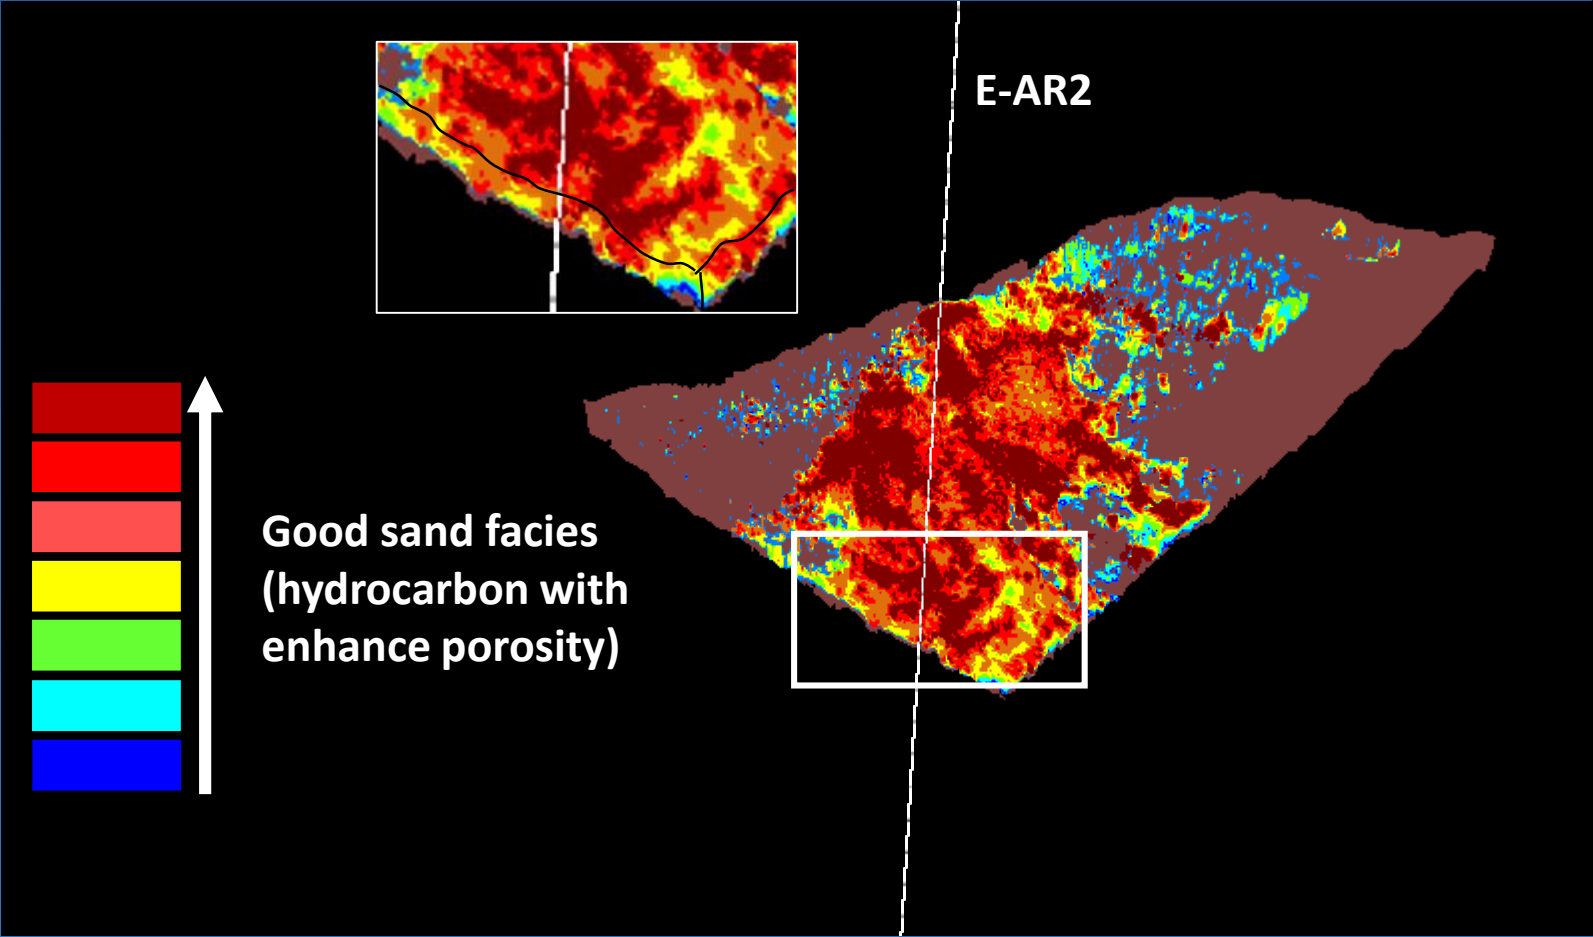 E-AR2
Good sand facies
(hydrocarbon with
enhance porosity)